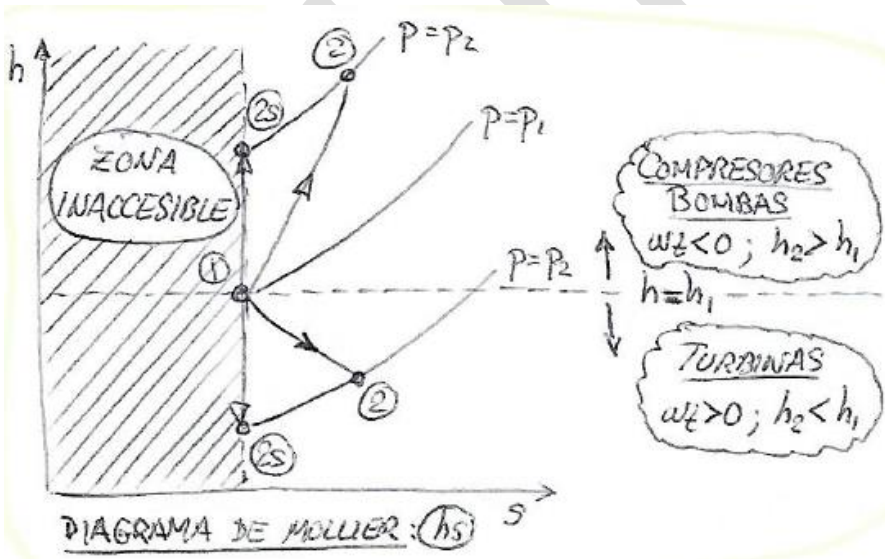 h
② P=P₂
②s
P=P₁
ZONA
INACCESIBLE
①
P=P₂
②
②s
S
DIAGRAMA DE MOLLIER: hs
COMPRESORES
BOMBAS
wt<0 ; h₂>h₁
h=h₁
TURBINAS
wt>0 ; h₂<h₁